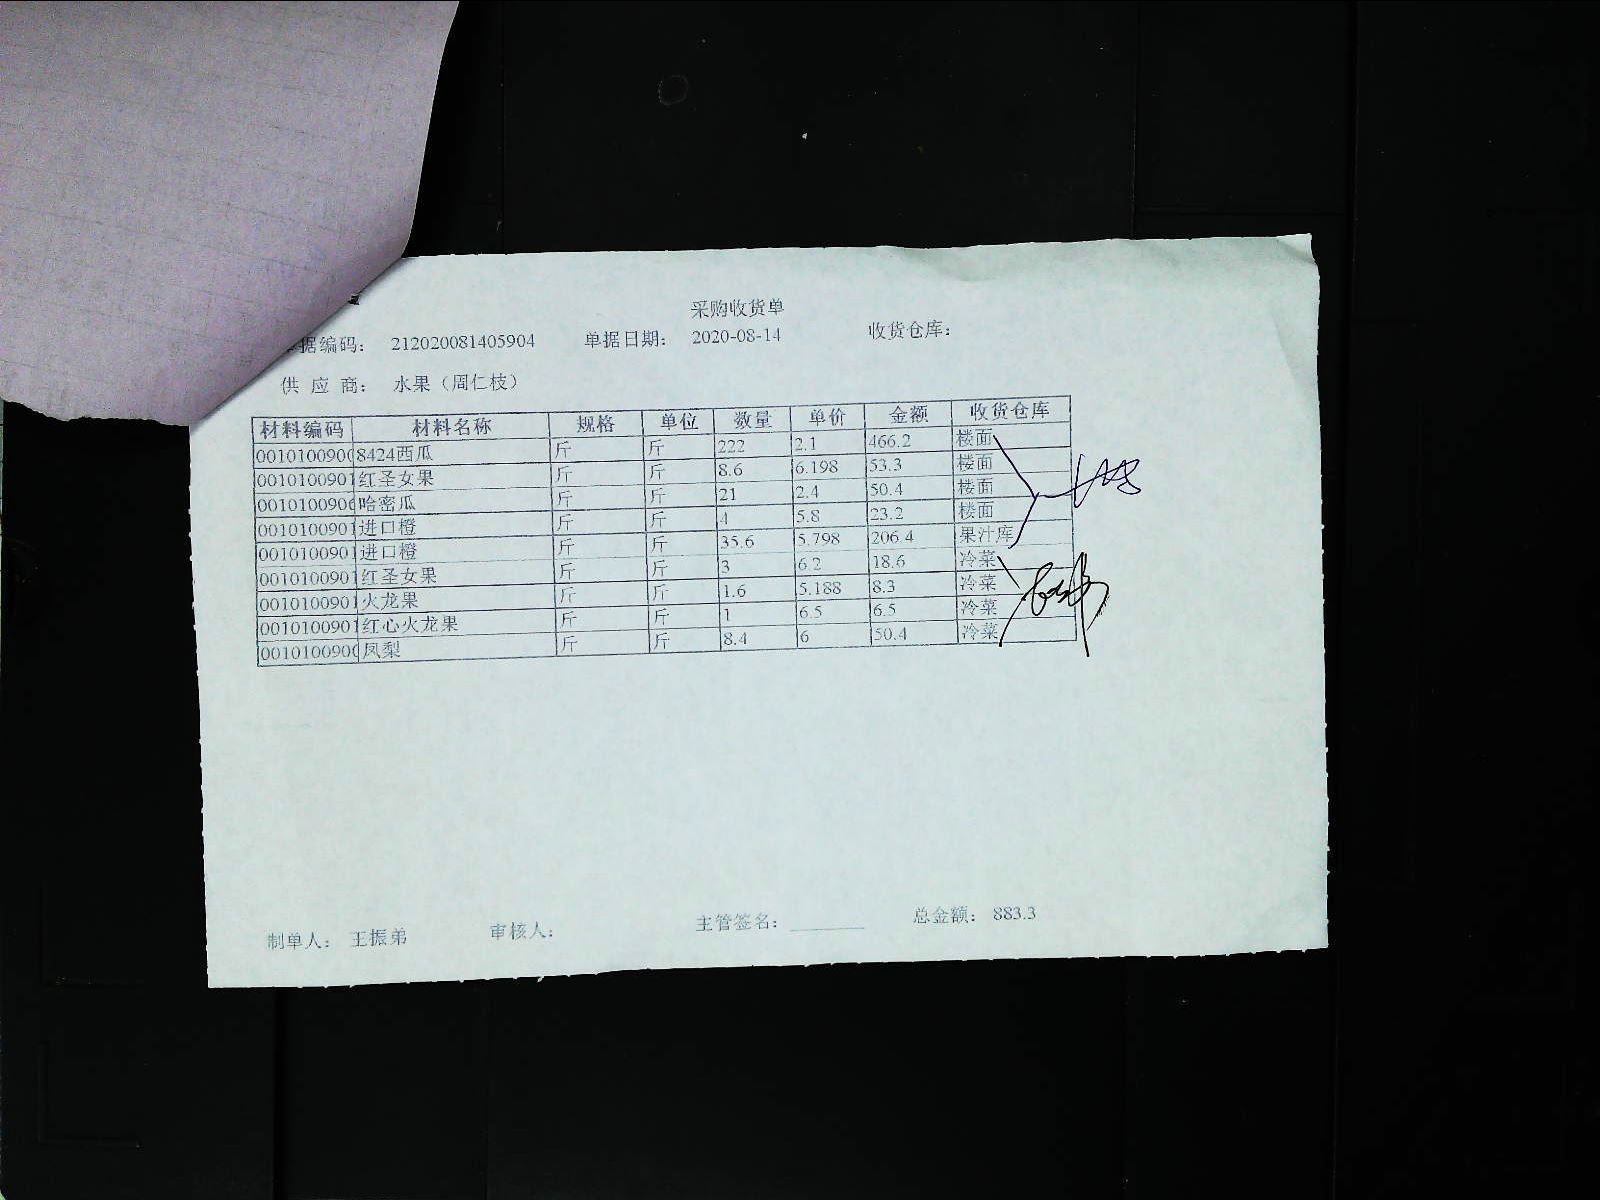 采购收货单
据编码： 212020081405904 单据日期： 2020-08-14 收货仓库：
供 应 商： 水果（周仁枝）
材料编码 材料名称 规格 单位 数量 单价 金额 收货仓库
0010100900 8424西瓜 斤 斤 222 2.1 466.2 楼面
0010100901 红圣女果 斤 斤 8.6 6.198 53.3 楼面
0010100900 哈密瓜 斤 斤 21 2.4 50.4 楼面
0010100901 进口橙 斤 斤 4 5.8 23.2 楼面
0010100901 进口橙 斤 斤 35.6 5.798 206.4 果汁库
0010100901 红圣女果 斤 斤 3 6.2 18.6 冷菜
0010100901 火龙果 斤 斤 1.6 5.188 8.3 冷菜
0010100901 红心火龙果 斤 斤 1 6.5 6.5 冷菜
0010100900 凤梨 斤 斤 8.4 6 50.4 冷菜
制单人： 王振弟 审核人： 主管签名： 总金额： 883.3